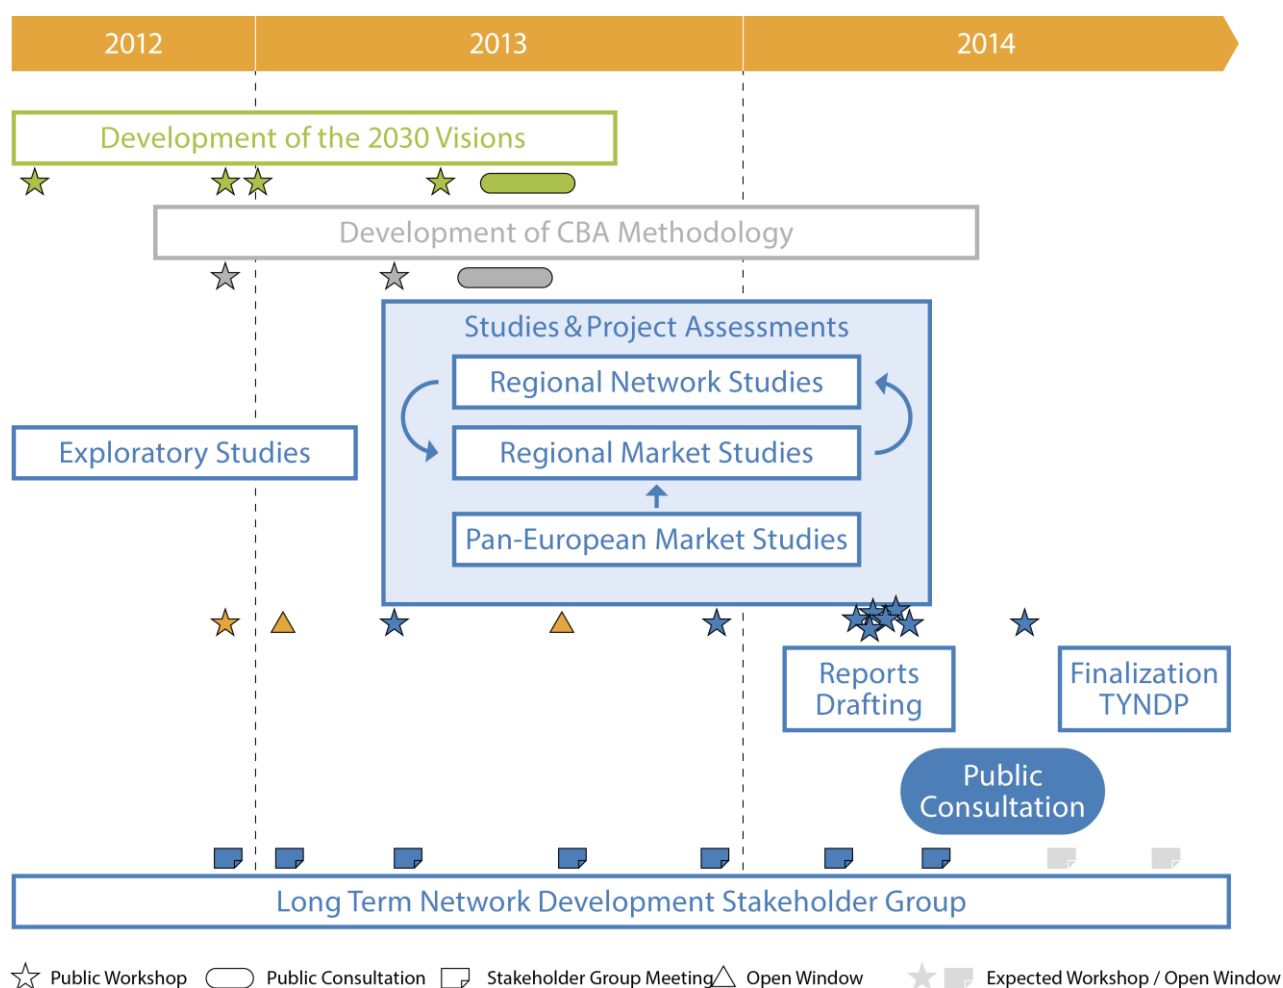 2012
2013
2014
Development of the 2030 Visions
Development of CBA Methodology
Studies & Project Assessments
Regional Network Studies
Exploratory Studies
Regional Market Studies
Pan-European Market Studies
Reports
Drafting
Finalization
TYNDP
Public
Consultation
Long Term Network Development Stakeholder Group
Public Workshop
Public Consultation
Stakeholder Group Meeting
Open Window
Expected Workshop / Open Window